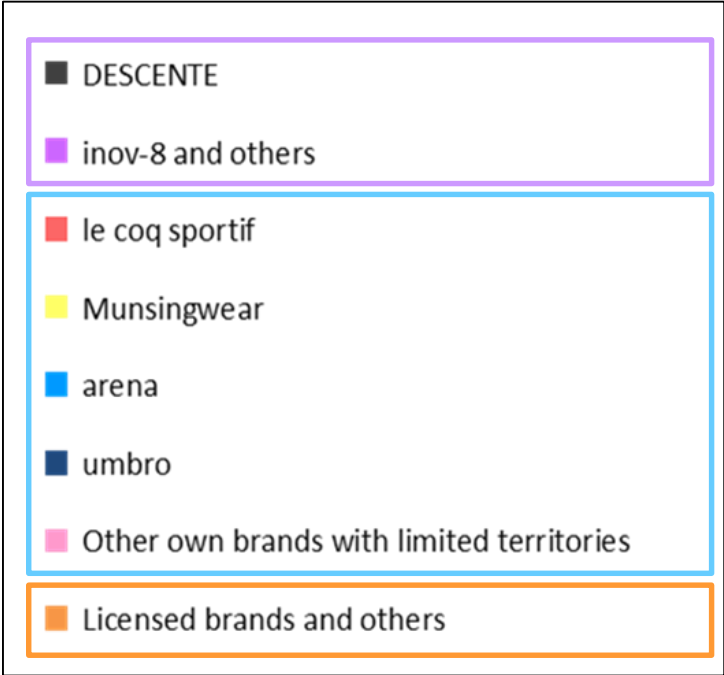 DESCENTE
inov-8 and others
le coq sportif
Munsingwear
arena
umbro
Other own brands with limited territories
Licensed brands and others